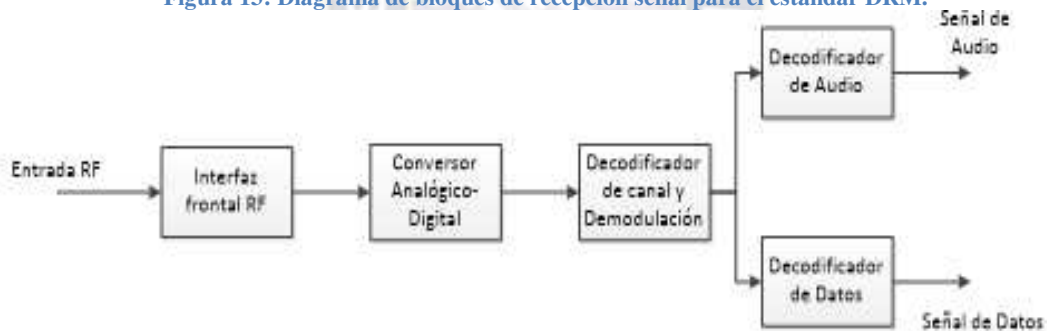 Figura 13: Diagrama de bloques de recepción señal para el estándar DRM.
Señal de
Audio
Decodificador
de Audio
Entrada RF
Interfaz
frontal RF
Conversor
Analógico-
Digital
Decodificador
de canal y
Demodulación
Decodificador
de Datos
Señal de Datos